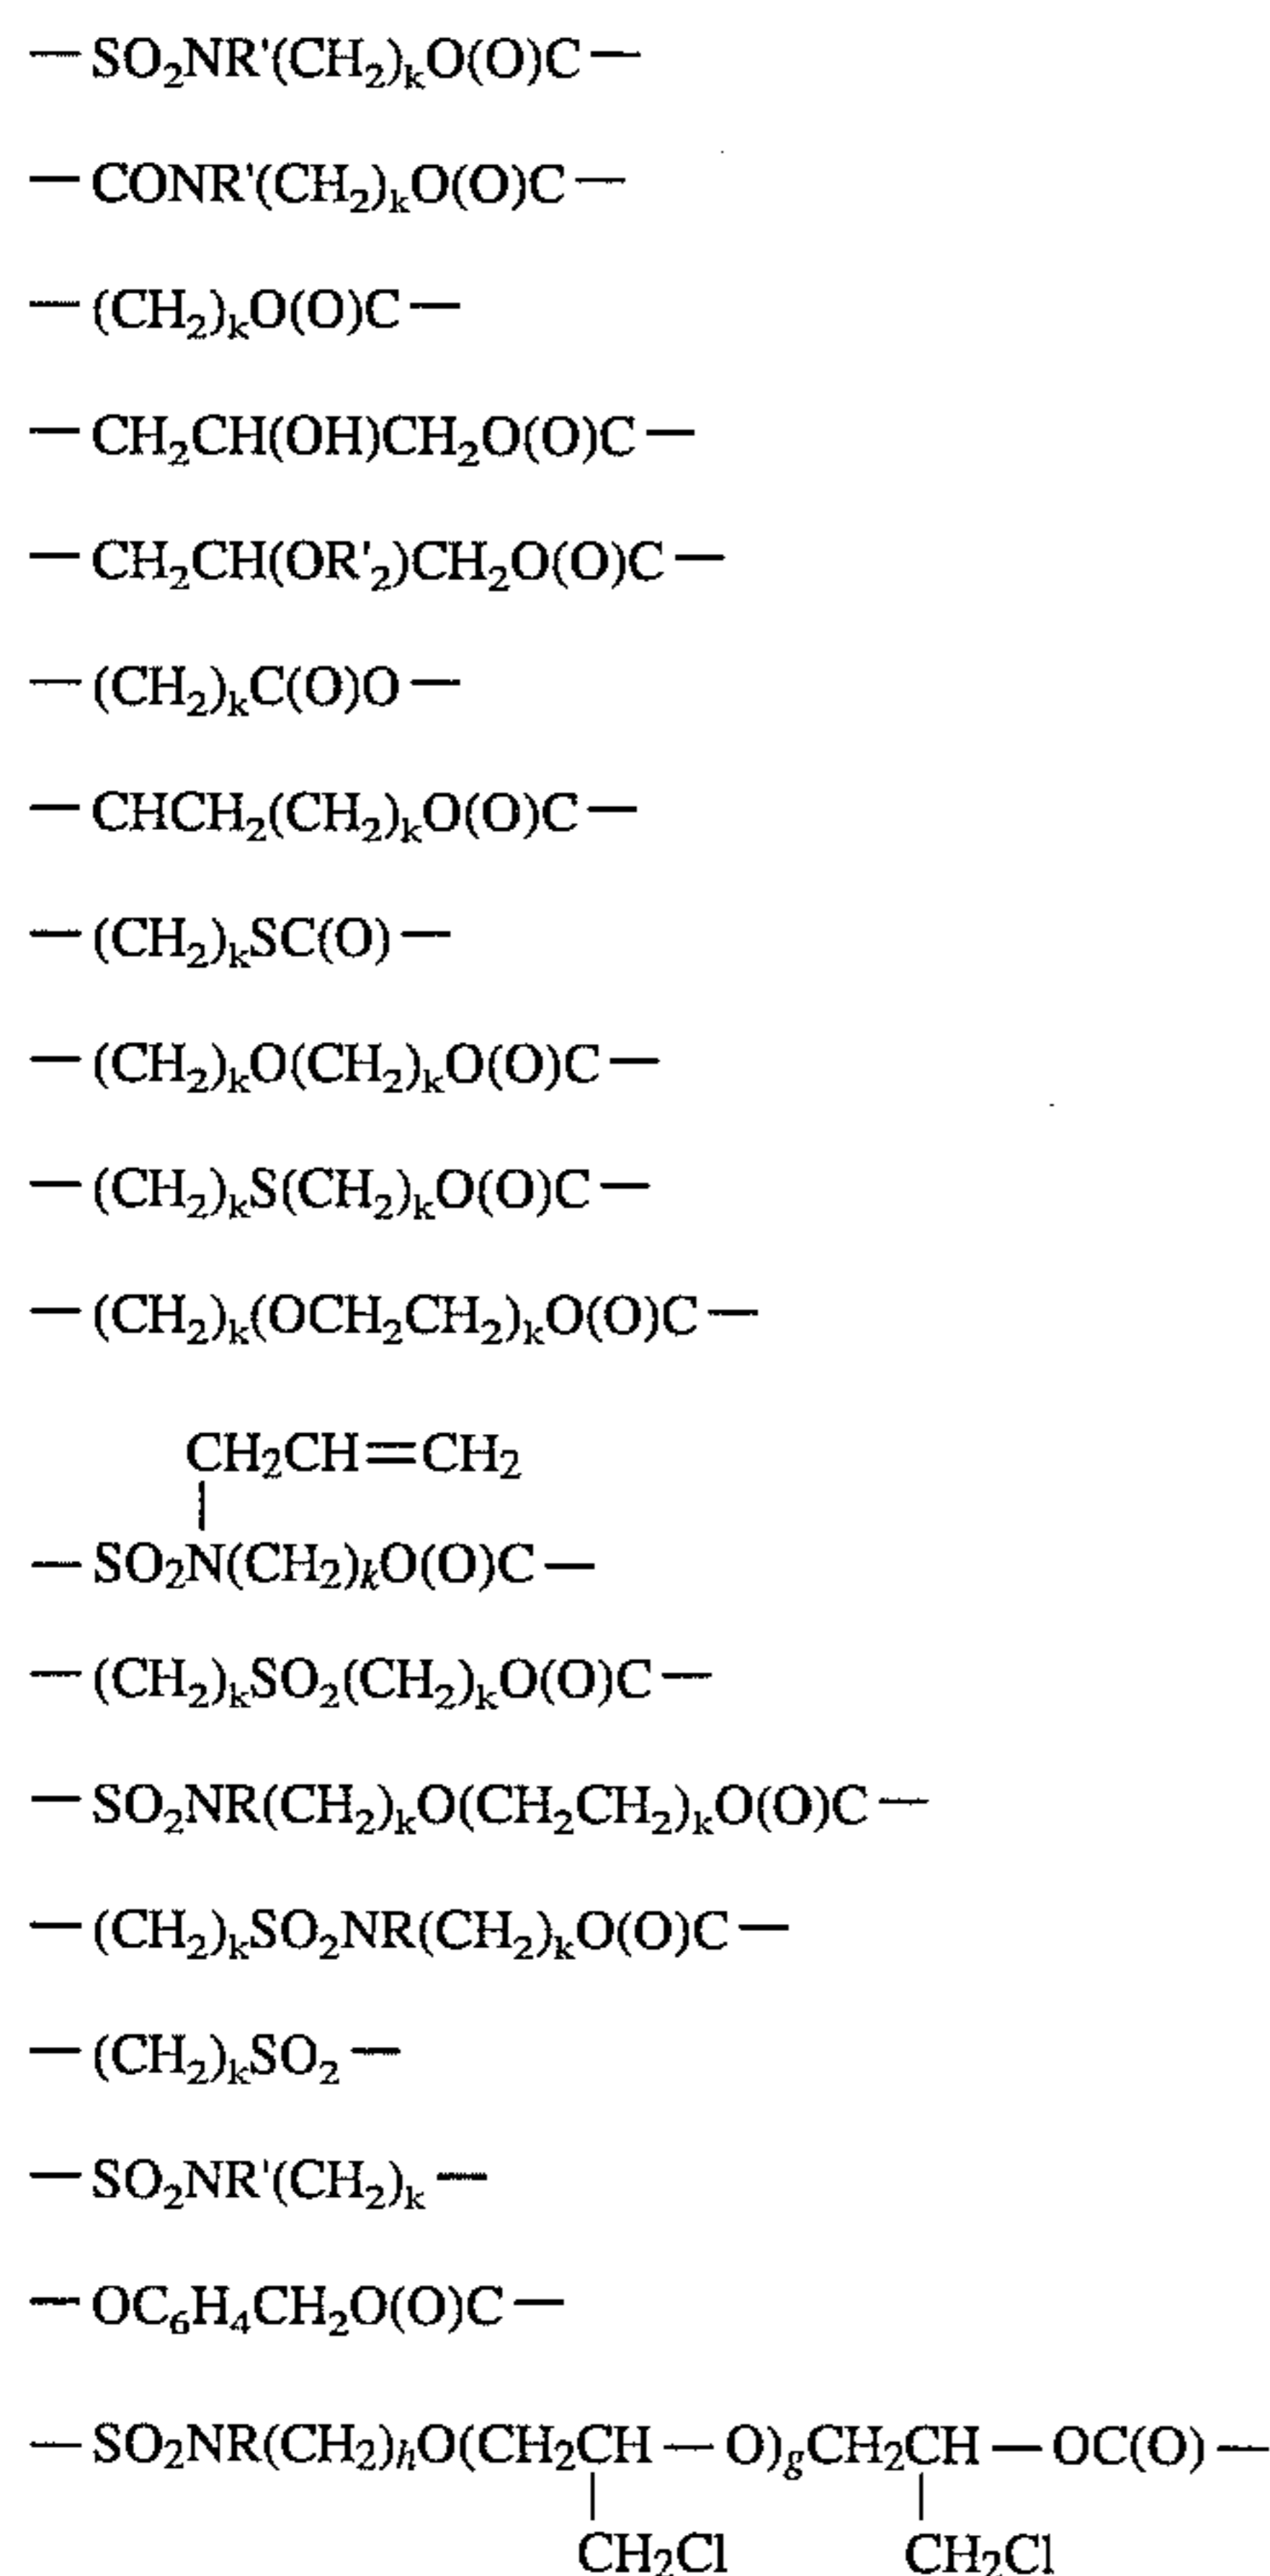 — SO₂NR'(CH₂)ₖO(O)C —
— CONR'(CH₂)ₖO(O)C —
— (CH₂)ₖO(O)C —
— CH₂CH(OH)CH₂O(O)C —
— CH₂CH(OR'₂)CH₂O(O)C —
— (CH₂)ₖC(O)O —
— CHCH₂(CH₂)ₖO(O)C —
— (CH₂)ₖSC(O) —
— (CH₂)ₖO(CH₂)ₖO(O)C —
— (CH₂)ₖS(CH₂)ₖO(O)C —
— (CH₂)ₖ(OCH₂CH₂)ₖO(O)C —
CH₂CH=CH₂
|
— SO₂N(CH₂)ₖO(O)C —
— (CH₂)ₖSO₂(CH₂)ₖO(O)C —
— SO₂NR(CH₂)ₖO(CH₂CH₂)ₖO(O)C —
— (CH₂)ₖSO₂NR(CH₂)ₖO(O)C —
— (CH₂)ₖSO₂ —
— SO₂NR'(CH₂)ₖ —
— OC₆H₄CH₂O(O)C —
— SO₂NR(CH₂)ₕO(CH₂CH — O)gCH₂CH — OC(O) —
| |
CH₂Cl CH₂Cl